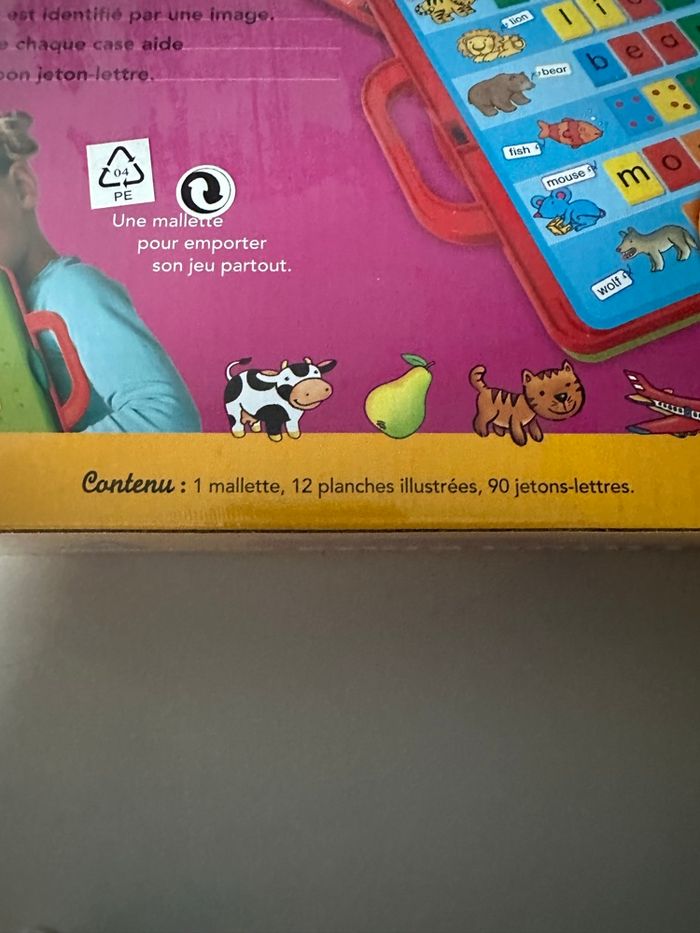 est identifié par une image.
chaque case aide
bon jeton-lettre.
lion
l i
bear
b e a
fish
mouse
m o
wolf
04
PE
Une mallette
pour emporter
son jeu partout.
Contenu : 1 mallette, 12 planches illustrées, 90 jetons-lettres.